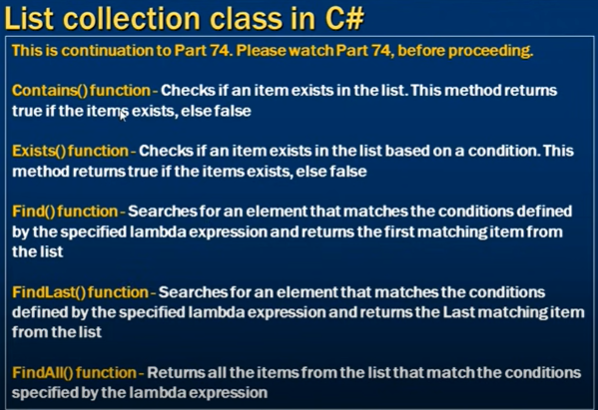 List collection class in C#
This is continuation to Part 74. Please watch Part 74, before proceeding.
Contains() function - Checks if an item exists in the list. This method returns
true if the items exists, else false
Exists() function - Checks if an item exists in the list based on a condition. This
method returns true if the items exists, else false
Find() function - Searches for an element that matches the conditions defined
by the specified lambda expression and returns the first matching item from
the list
FindLast() function - Searches for an element that matches the conditions
defined by the specified lambda expression and returns the Last matching item
from the list
FindAll() function - Returns all the items from the list that match the conditions
specified by the lambda expression